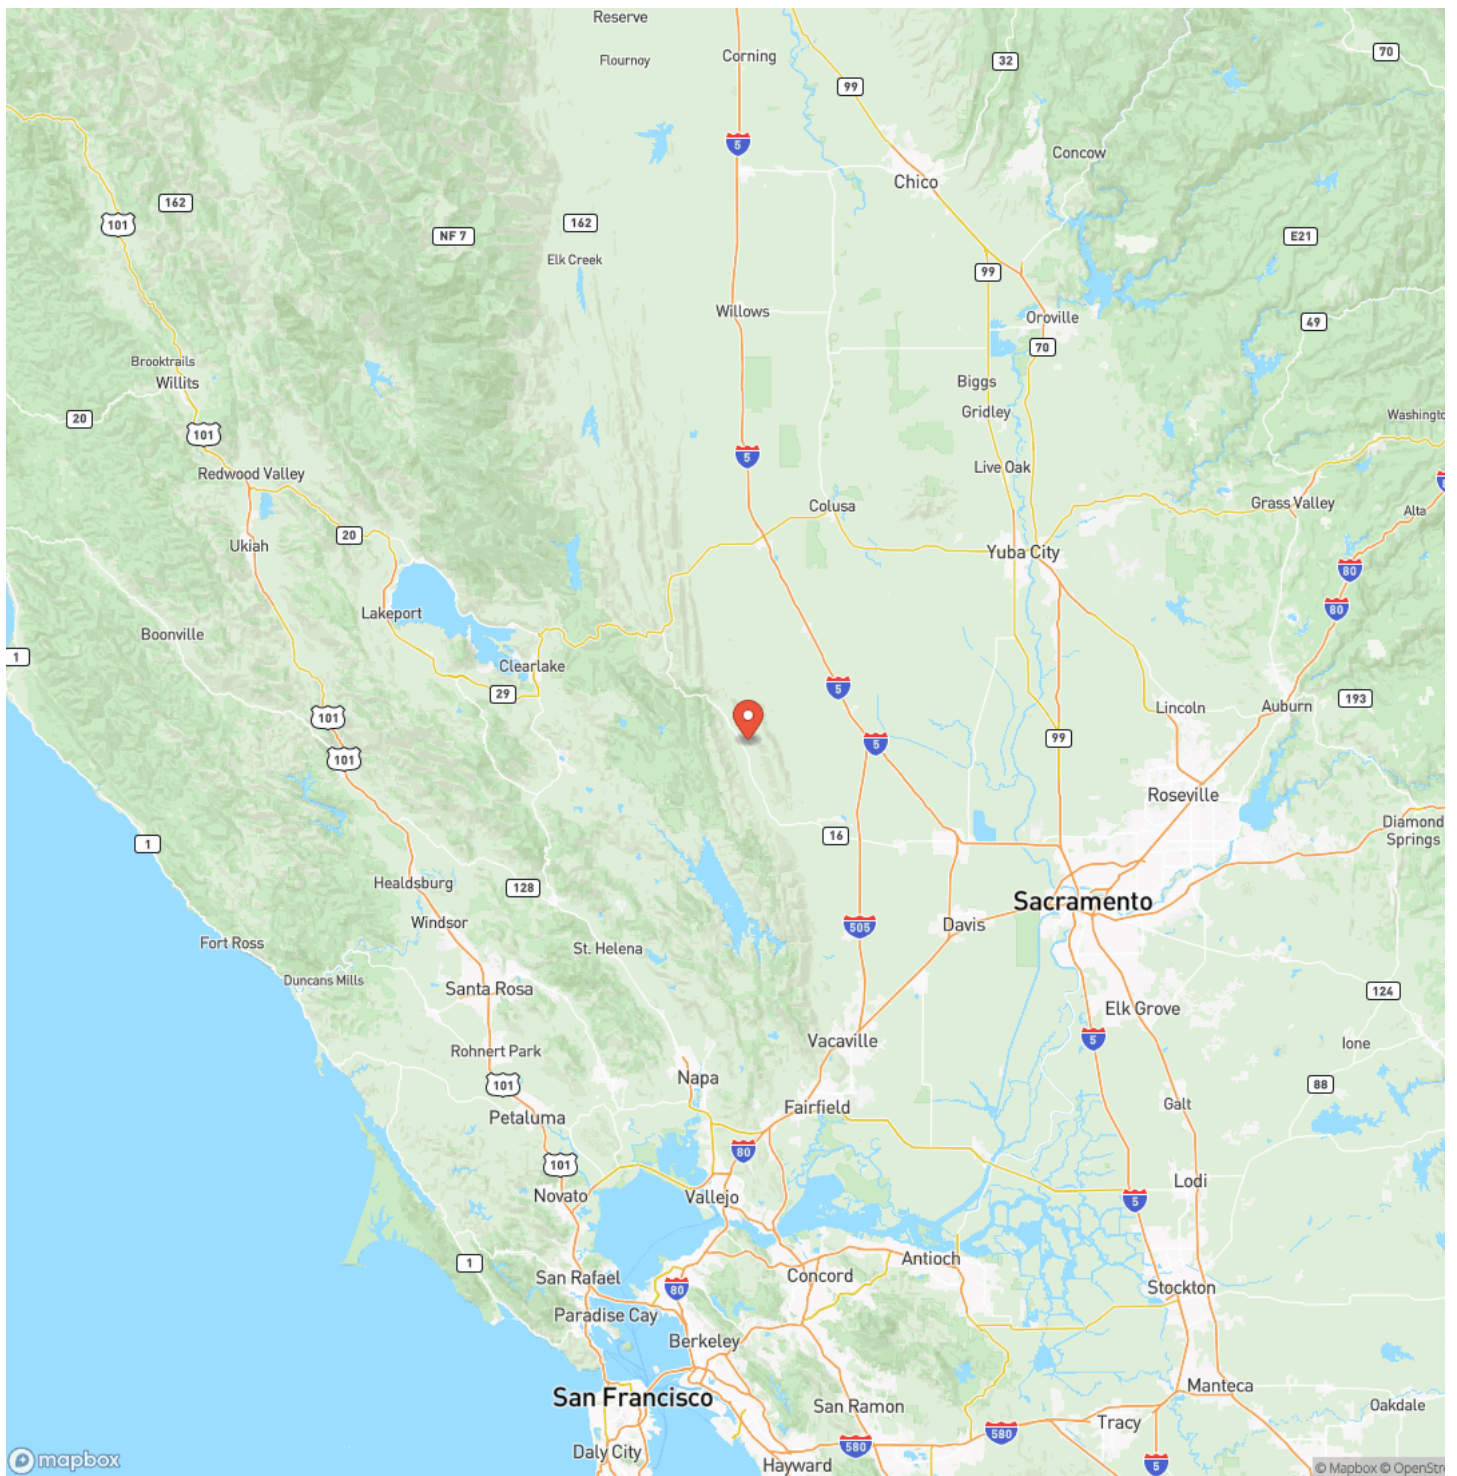 Reserve
Corning
Flournoy
32
70
99
5
Concow
Chico
162
101
162
NF 7
E21
Elk Creek
99
Willows
Oroville
49
70
Brooktrails
Willits
Biggs
Gridley
20
Washingto
101
5
Live Oak
Redwood Valley
Colusa
Grass Valley
Alta
20
Ukiah
Yuba City
80
Lakeport
80
Boonville
1
Clearlake
5
29
193
Lincoln
Auburn
101
99
5
101
Roseville
Diamond
Springs
16
1
Healdsburg
128
Sacramento
Windsor
505
Davis
Fort Ross
St. Helena
Duncans Mills
Santa Rosa
124
Elk Grove
5
Vacaville
Ione
Rohnert Park
Napa
101
88
Petaluma
Fairfield
Galt
80
101
Novato
Vallejo
Lodi
5
1
Antioch
San Rafael
Concord
80
Stockton
Paradise Cay
Berkeley
Manteca
San Francisco
San Ramon
Oakdale
Tracy
580
580
Daly City
5
Hayward
mapbox
© Mapbox © OpenStre